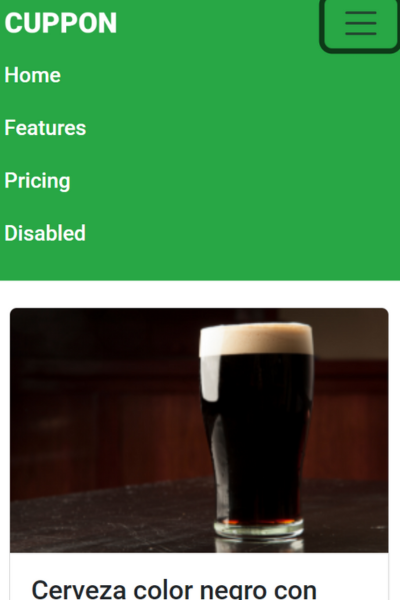 CUPPON
Home
Features
Pricing
Disabled
Cerveza color negro con